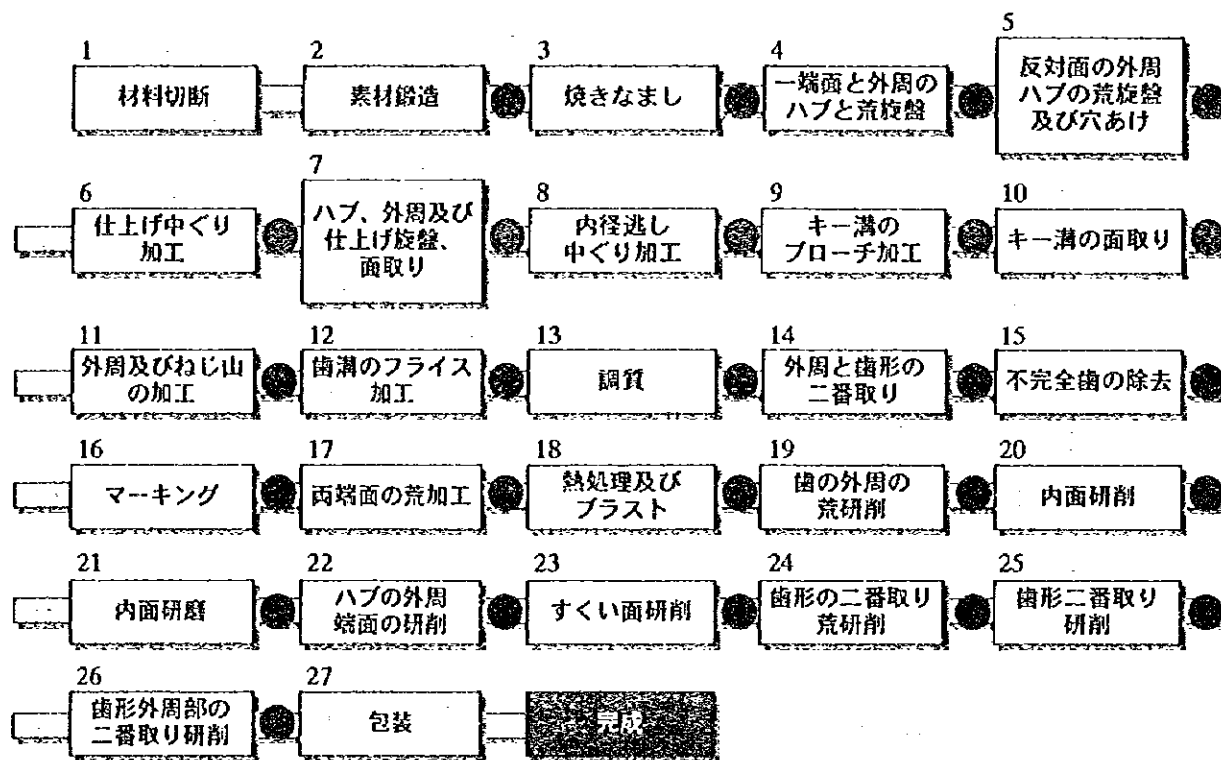 1
材料切断
2
素材鍛造
3
焼きなまし
4
一端面と外周の
ハブと荒旋盤
5
反対面の外周
ハブの荒旋盤
及び穴あけ
6
仕上げ中ぐり
加工
7
ハブ、外周及び
仕上げ旋盤、
面取り
8
内径逃し
中ぐり加工
9
キー溝の
ブローチ加工
10
キー溝の面取り
11
外周及びねじ山
の加工
12
歯溝のフライス
加工
13
調質
14
外周と歯形の
二番取り
15
不完全歯の除去
16
マーキング
17
両端面の荒加工
18
熱処理及び
ブラスト
19
歯の外周の
荒研削
20
内面研削
21
内面研磨
22
ハブの外周
端面の研削
23
すくい面研削
24
歯形の二番取り
荒研削
25
歯形二番取り
研削
26
歯形外周部の
二番取り研削
27
包装
完成